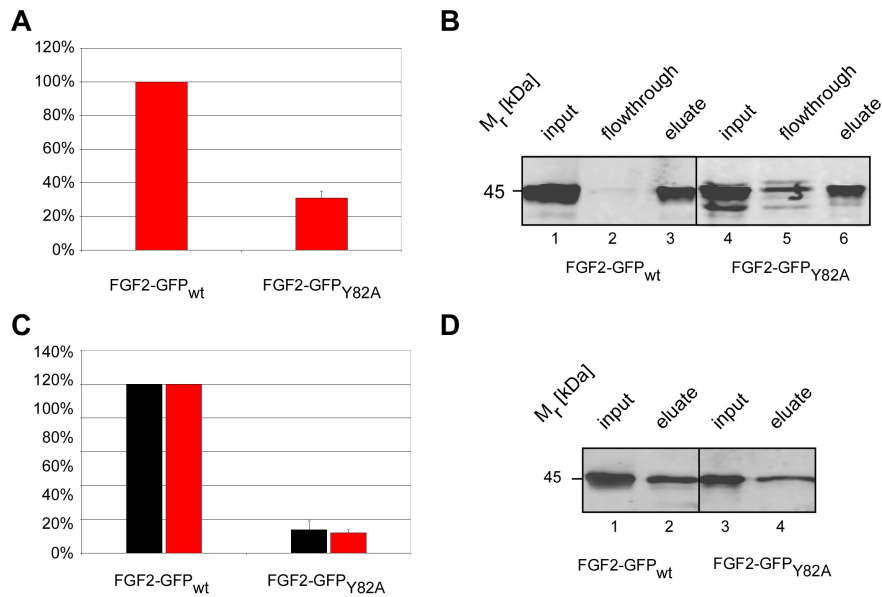 A
120%
100%
80%
60%
40%
20%
0%
FGF2-GFPwt
FGF2-GFPY82A
B
Mr [kDa]
input
flowthrough
eluate
input
flowthrough
eluate
45
1 2 3 4 5 6
FGF2-GFPwt
FGF2-GFPY82A
C
140%
120%
100%
80%
60%
40%
20%
0%
FGF2-GFPwt
FGF2-GFPY82A
D
Mr [kDa]
input
eluate
input
eluate
45
1 2 3 4
FGF2-GFPwt
FGF2-GFPY82A